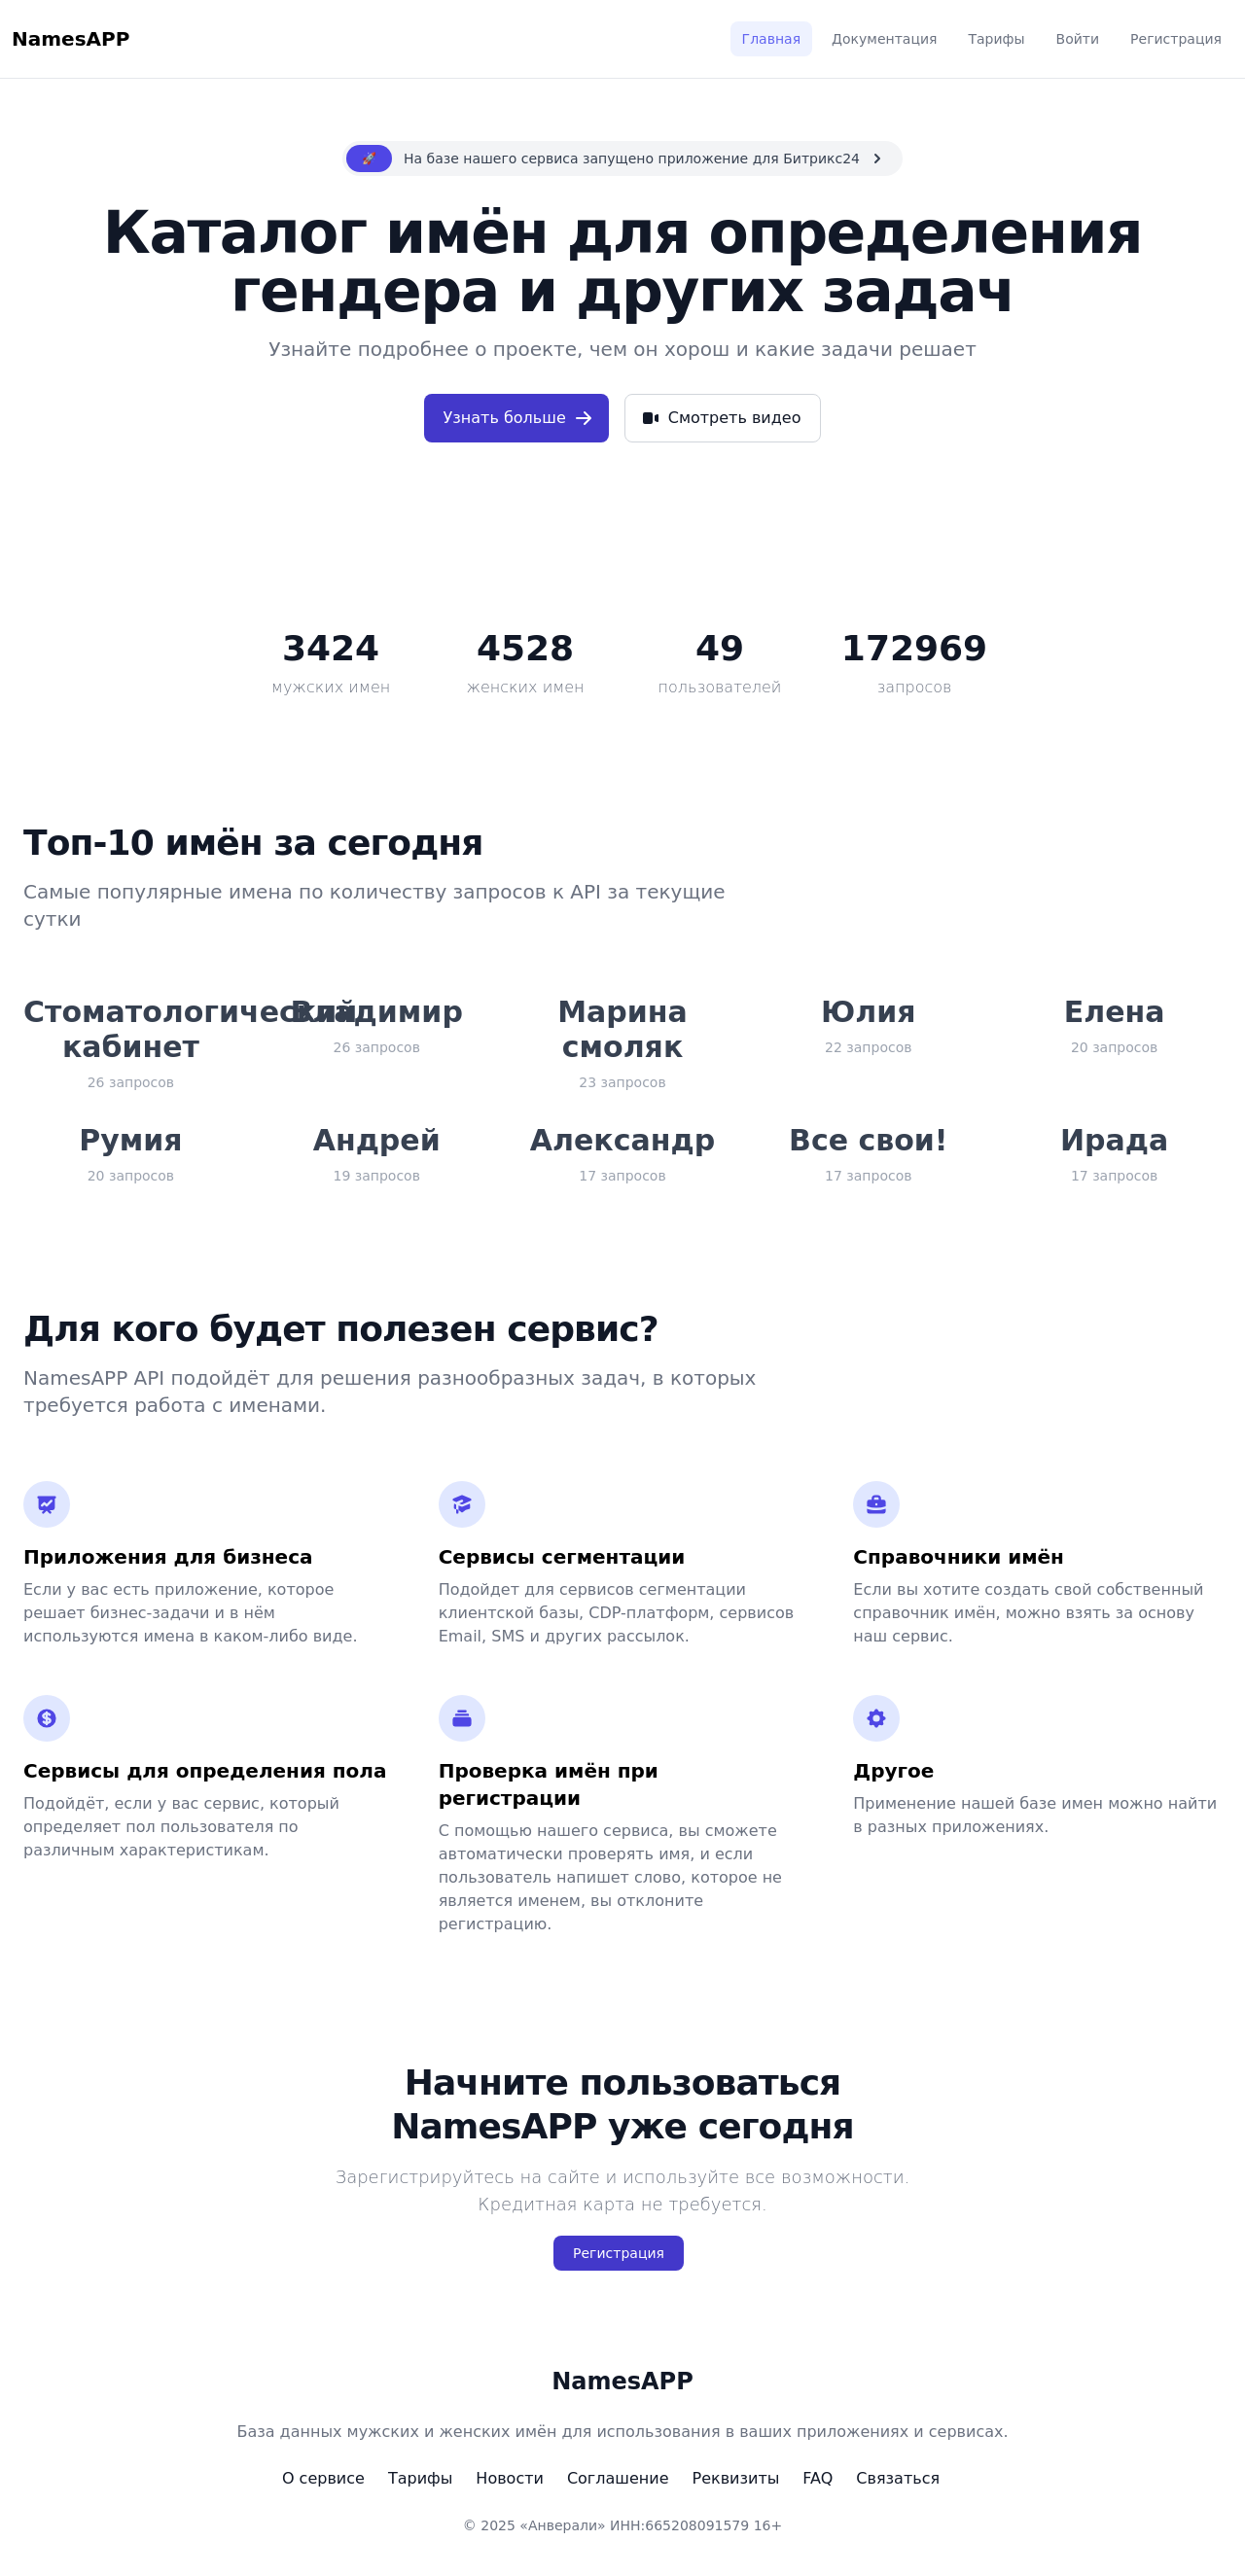 NamesAPP
Главная
Документация
Тарифы
Войти
Регистрация
На базе нашего сервиса запущено приложение для Битрикс24
Каталог имён для определения
гендера и других задач
Узнайте подробнее о проекте, чем он хорош и какие задачи решает
Узнать больше
Смотреть видео
3424
мужских имен
4528
женских имен
49
пользователей
172969
запросов
Топ-10 имён за сегодня
Самые популярные имена по количеству запросов к API за текущие
сутки
Стоматологический
кабинет
26 запросов
Владимир
26 запросов
Марина
смоляк
23 запросов
Юлия
22 запросов
Елена
20 запросов
Румия
20 запросов
Андрей
19 запросов
Александр
17 запросов
Все свои!
17 запросов
Ирада
17 запросов
Для кого будет полезен сервис?
NamesAPP API подойдёт для решения разнообразных задач, в которых
требуется работа с именами.
Приложения для бизнеса
Если у вас есть приложение, которое
решает бизнес-задачи и в нём
используются имена в каком-либо виде.
Сервисы сегментации
Подойдет для сервисов сегментации
клиентской базы, CDP-платформ, сервисов
Email, SMS и других рассылок.
Справочники имён
Если вы хотите создать свой собственный
справочник имён, можно взять за основу
наш сервис.
Сервисы для определения пола
Подойдёт, если у вас сервис, который
определяет пол пользователя по
различным характеристикам.
Проверка имён при
регистрации
С помощью нашего сервиса, вы сможете
автоматически проверять имя, и если
пользователь напишет слово, которое не
является именем, вы отклоните
регистрацию.
Другое
Применение нашей базе имен можно найти
в разных приложениях.
Начните пользоваться
NamesAPP уже сегодня
Зарегистрируйтесь на сайте и используйте все возможности.
Кредитная карта не требуется.
Регистрация
NamesAPP
База данных мужских и женских имён для использования в ваших приложениях и сервисах.
О сервисе
Тарифы
Новости
Соглашение
Реквизиты
FAQ
Связаться
© 2025 «Анверали» ИНН:665208091579 16+